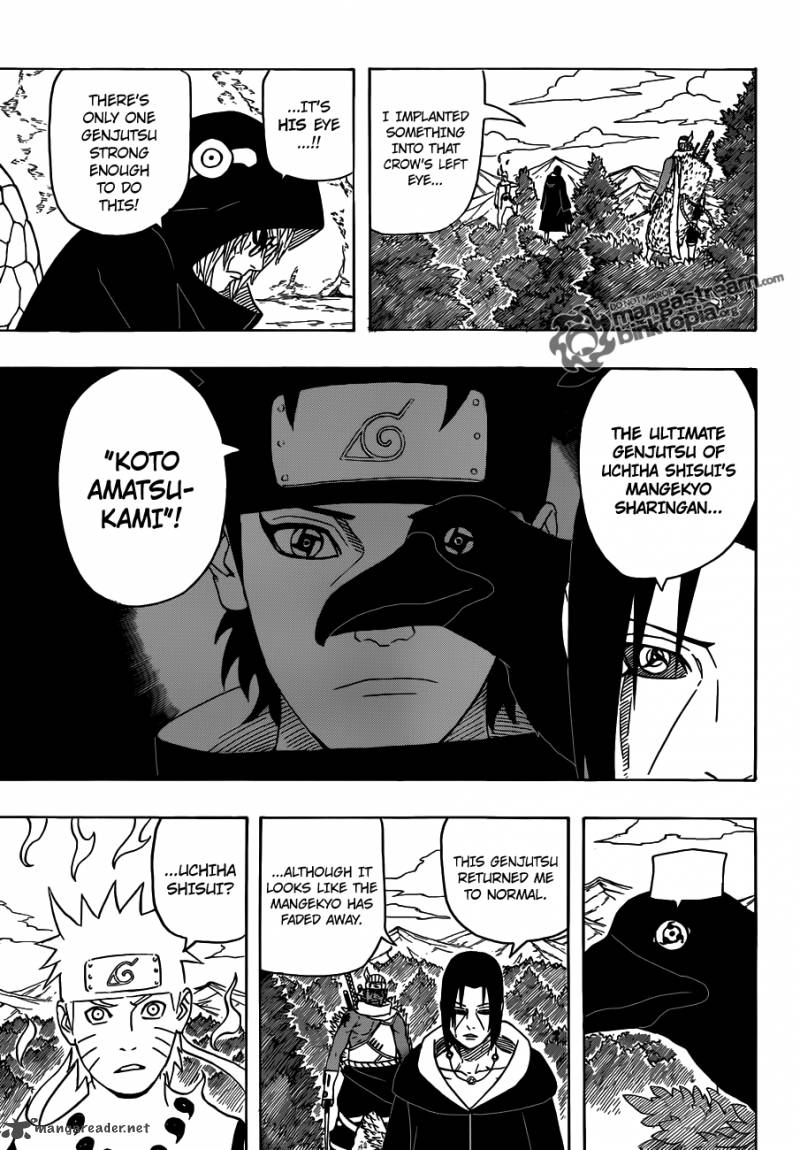 I IMPLANTED
SOMETHING
INTO THAT
CROW'S LEFT
EYE...
...IT'S
HIS EYE
...!!
THERE'S
ONLY ONE
GENJUTSU
STRONG
ENOUGH
TO DO
THIS!
mangastream.com
binktopia.org
THE ULTIMATE
GENJUTSU OF
UCHIHA SHISUI'S
MANGEKYO
SHARINGAN...
"KOTO
AMATSU-
KAMI"!
THIS GENJUTSU
RETURNED ME
TO NORMAL.
...ALTHOUGH IT
LOOKS LIKE THE
MANGEKYO HAS
FADED AWAY.
...UCHIHA
SHISUI?
mangareader.net